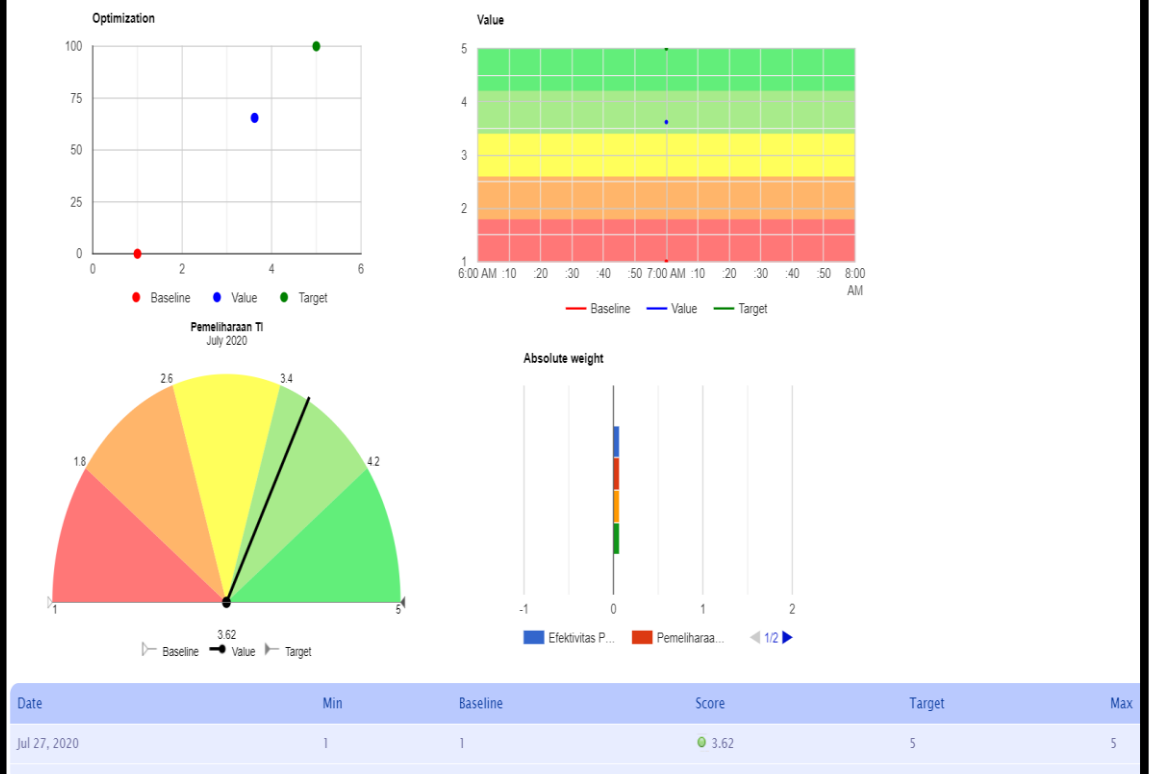 Optimization
100
75
50
25
0
0 2 4 6
Baseline Value Target
Value
5
4
3
2
1
6:00 AM :10 :20 :30 :40 :50 7:00 AM :10 :20 :30 :40 :50 8:00
AM
Baseline Value Target
Pemeliharaan TI
July 2020
2.6 3.4
1.8 4.2
1 5
3.62
Baseline Value Target
Absolute weight
-1 0 1 2
Efektivitas P... Pemeliharaa... 1/2
Date Min Baseline Score Target Max
Jul 27, 2020 1 1 3.62 5 5